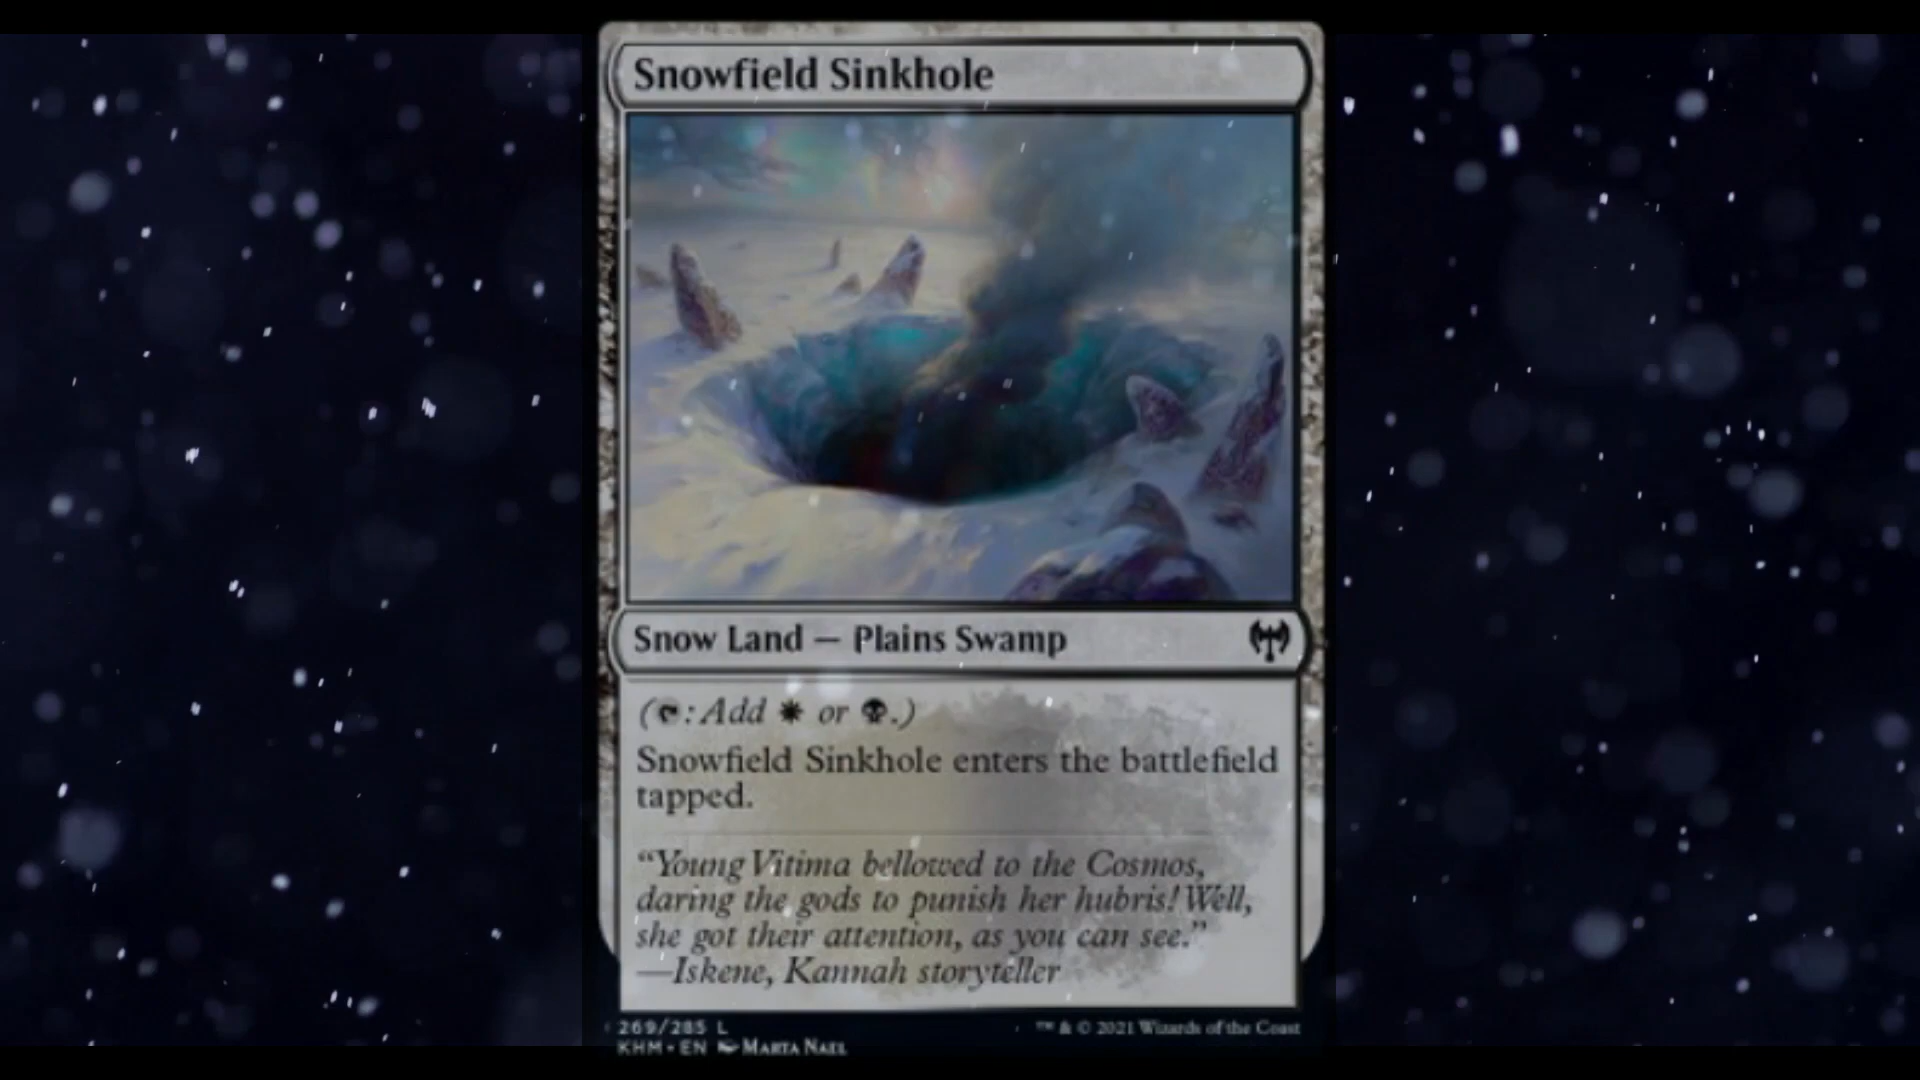 Snowfield Sinkhole
Snow Land — Plains Swamp
( : Add or .)
Snowfield Sinkhole enters the battlefield
tapped.
“Young Vitima bellowed to the Cosmos,
daring the gods to punish her hubris! Well,
she got their attention, as you can see.”
—Iskene, Kannah storyteller
269/285 L
™ & © 2021 Wizards of the Coast
KHM • EN Marta Nael